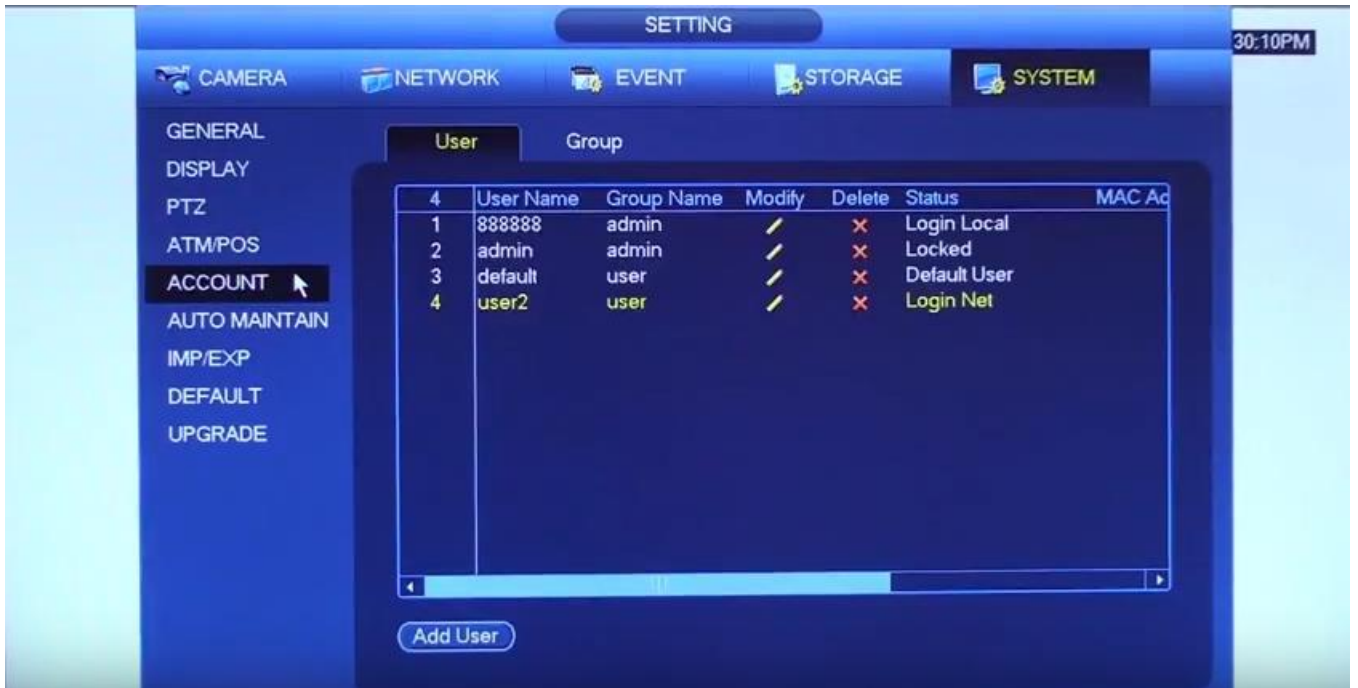 SETTING
30:10PM
CAMERA NETWORK EVENT STORAGE SYSTEM
GENERAL
DISPLAY
PTZ
ATM/POS
ACCOUNT
AUTO MAINTAIN
IMP/EXP
DEFAULT
UPGRADE
User Group
4 User Name Group Name Modify Delete Status MAC Ad
1 888888 admin Login Local
2 admin admin Locked
3 default user Default User
4 user2 user Login Net
Add User